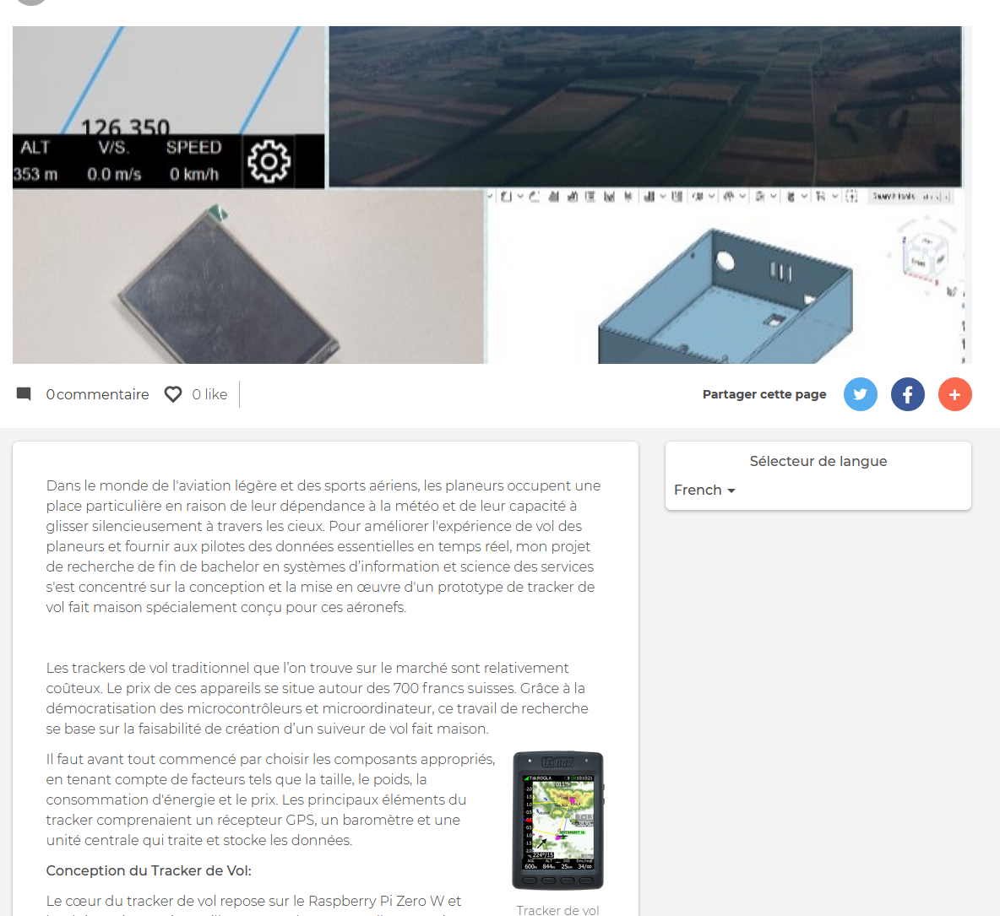 126.350
ALT V/S. SPEED
353 m 0.0 m/s 0 km/h
Search tools
0 commentaire 0 like
Partager cette page
Sélecteur de langue
French
Dans le monde de l'aviation légère et des sports aériens, les planeurs occupent une
place particulière en raison de leur dépendance à la météo et de leur capacité à
glisser silencieusement à travers les cieux. Pour améliorer l'expérience de vol des
planeurs et fournir aux pilotes des données essentielles en temps réel, mon projet
de recherche de fin de bachelor en systèmes d’information et science des services
s'est concentré sur la conception et la mise en œuvre d'un prototype de tracker de
vol fait maison spécialement conçu pour ces aéronefs.
Les trackers de vol traditionnel que l’on trouve sur le marché sont relativement
coûteux. Le prix de ces appareils se situe autour des 700 francs suisses. Grâce à la
démocratisation des microcontrôleurs et microordinateur, ce travail de recherche
se base sur la faisabilité de création d’un suiveur de vol fait maison.
Il faut avant tout commencé par choisir les composants appropriés,
en tenant compte de facteurs tels que la taille, le poids, la
consommation d'énergie et le prix. Les principaux éléments du
tracker comprenaient un récepteur GPS, un baromètre et une
unité centrale qui traite et stocke les données.
Conception du Tracker de Vol:
Le cœur du tracker de vol repose sur le Raspberry Pi Zero W et
Tracker de vol
600m 844m 25km 34/∞